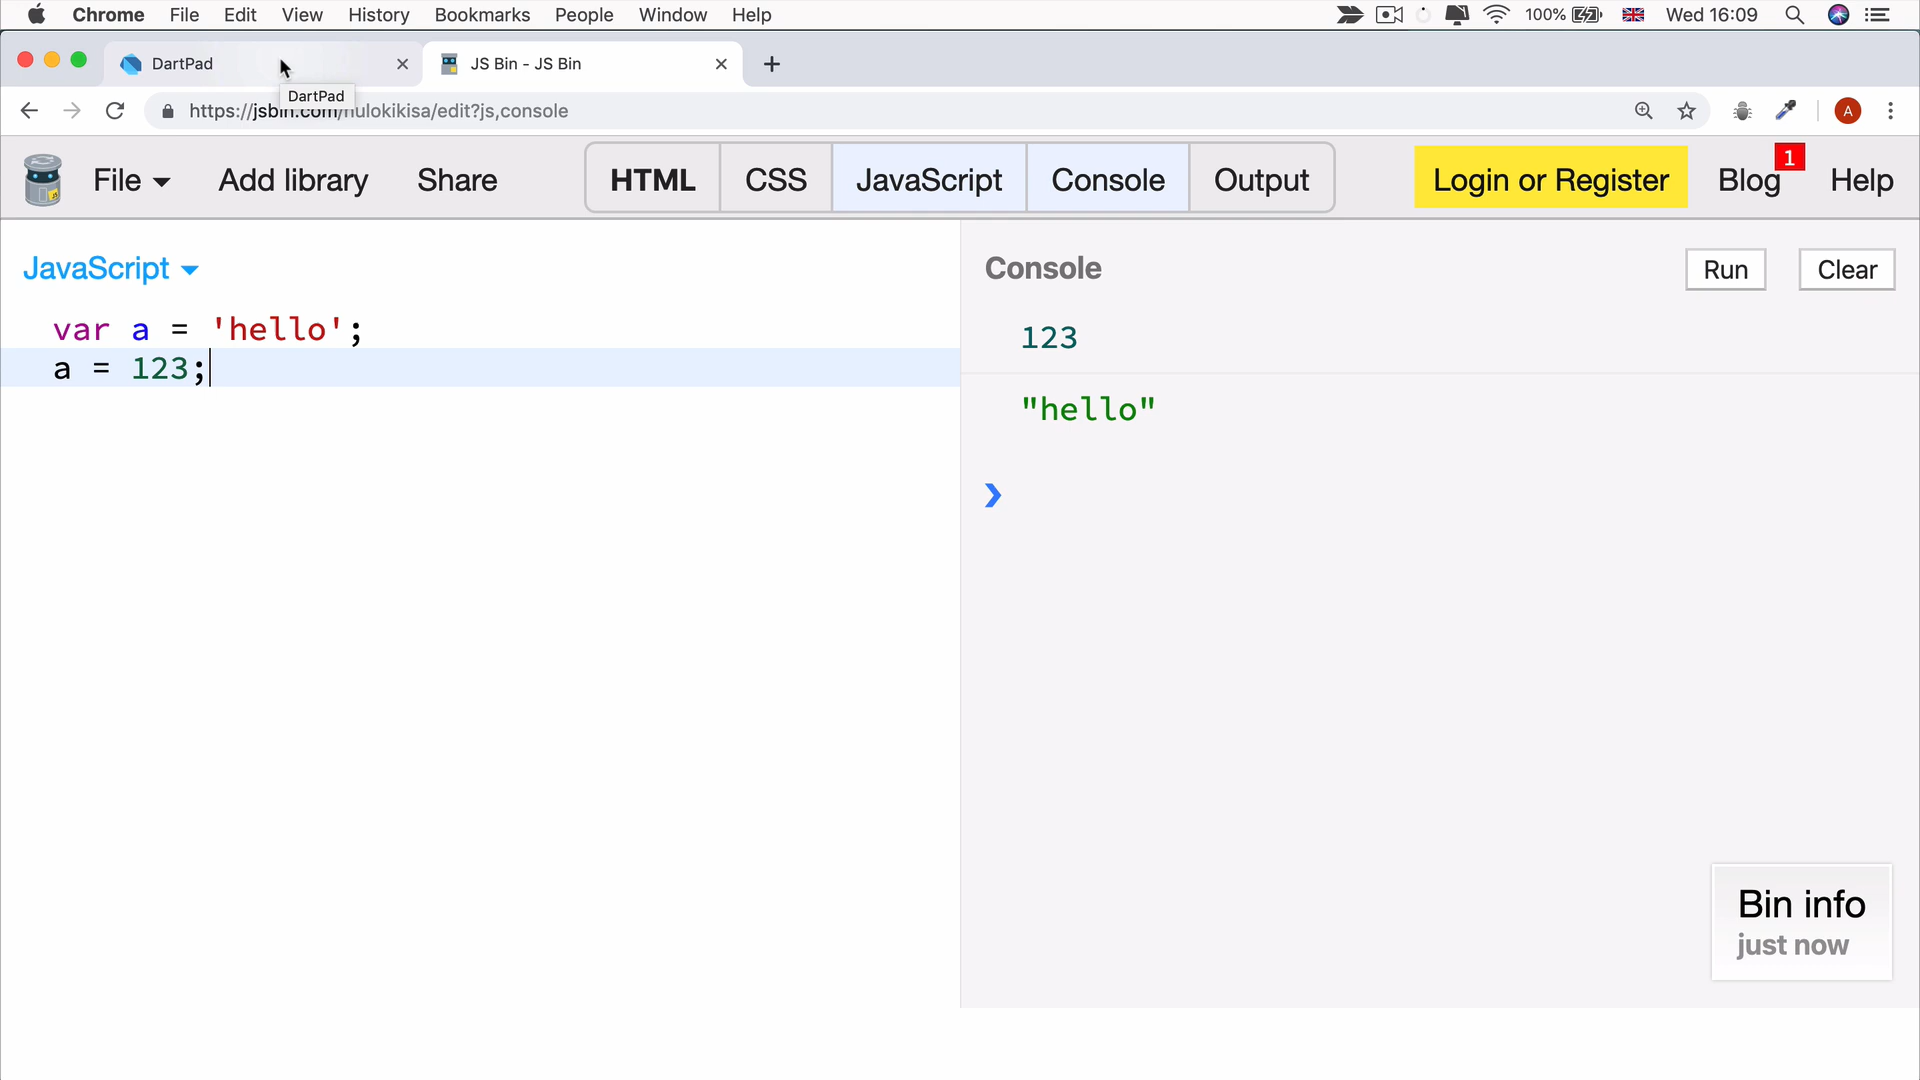 Chrome File Edit View History Bookmarks People Window Help 100% Wed 16:09
DartPad JS Bin - JS Bin
DartPad
https://jsbin.com/nulokikisa/edit?js,console A
File Add library Share HTML CSS JavaScript Console Output Login or Register Blog 1 Help
JavaScript
var a = 'hello';
a = 123;
Console Run Clear
123
"hello"
Bin info
just now